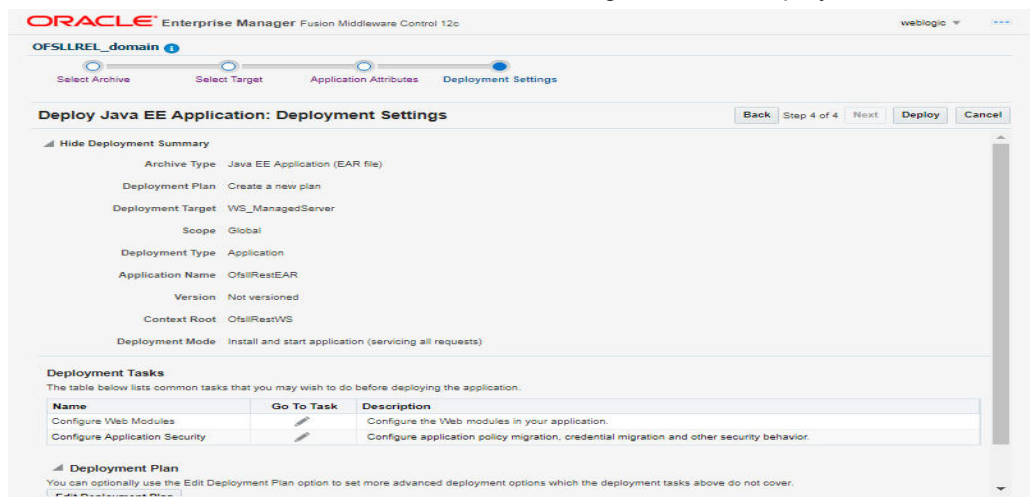 ORACLE Enterprise Manager Fusion Middleware Control 12c weblogic
OFSLLREL_domain
Select Archive Select Target Application Attributes Deployment Settings
Deploy Java EE Application: Deployment Settings Back Step 4 of 4 Next Deploy Cancel
Hide Deployment Summary
Archive Type Java EE Application (EAR file)
Deployment Plan Create a new plan
Deployment Target WS_ManagedServer
Scope Global
Deployment Type Application
Application Name OfsllRestEAR
Version Not versioned
Context Root OfsllRestWS
Deployment Mode Install and start application (servicing all requests)
Deployment Tasks
The table below lists common tasks that you may wish to do before deploying the application.
Name Go To Task Description
Configure Web Modules Configure the Web modules in your application.
Configure Application Security Configure application policy migration, credential migration and other security behavior.
Deployment Plan
You can optionally use the Edit Deployment Plan option to set more advanced deployment options which the deployment tasks above do not cover.
Edit Deployment Plan